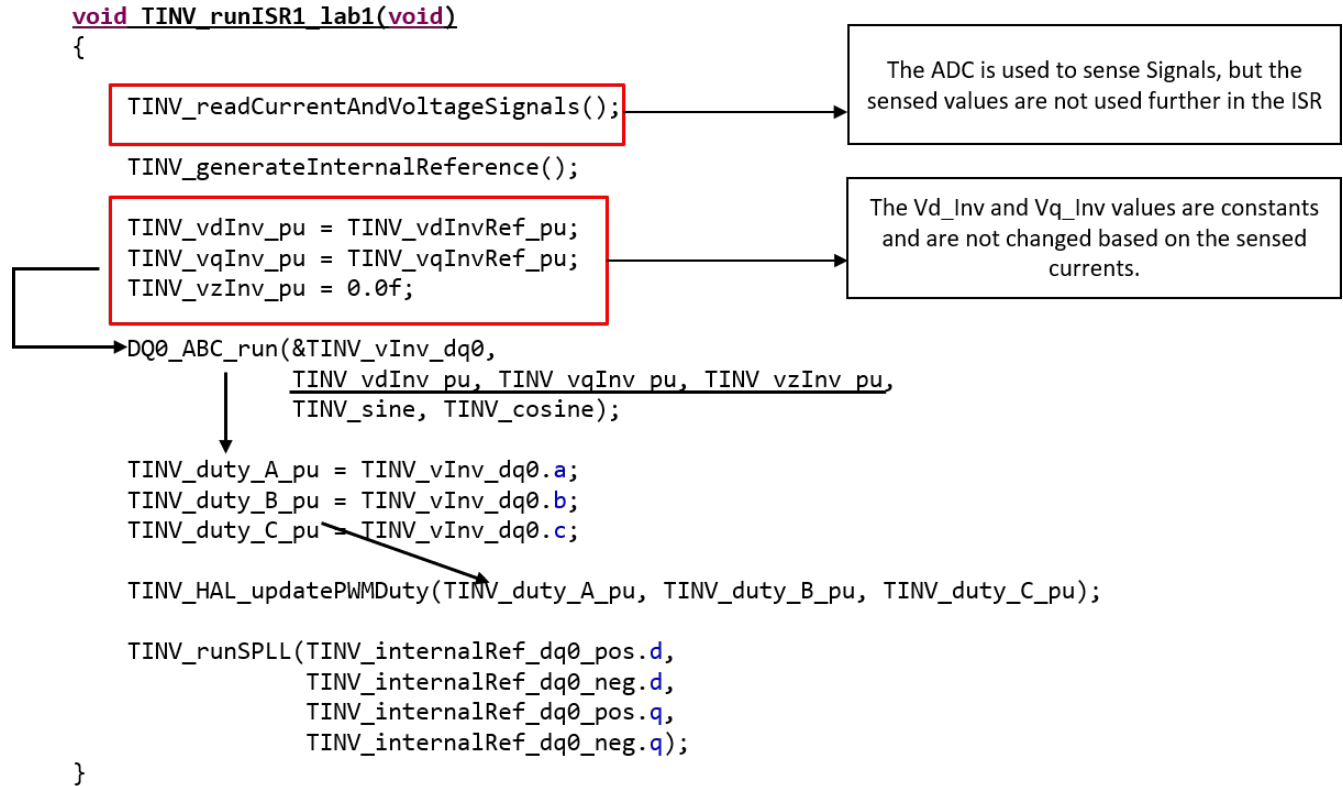 void TINV_runISR1_lab1(void)
{
TINV_readCurrentAndVoltageSignals();
The ADC is used to sense Signals, but the
sensed values are not used further in the ISR
TINV_generateInternalReference();
TINV_vdInv_pu = TINV_vdInvRef_pu;
TINV_vqInv_pu = TINV_vqInvRef_pu;
TINV_vzInv_pu = 0.0f;
The Vd_Inv and Vq_Inv values are constants
and are not changed based on the sensed
currents.
DQ0_ABC_run(&TINV_vInv_dq0,
TINV_vdInv_pu, TINV_vqInv_pu, TINV_vzInv_pu,
TINV_sine, TINV_cosine);
TINV_duty_A_pu = TINV_vInv_dq0.a;
TINV_duty_B_pu = TINV_vInv_dq0.b;
TINV_duty_C_pu = TINV_vInv_dq0.c;
TINV_HAL_updatePWMDuty(TINV_duty_A_pu, TINV_duty_B_pu, TINV_duty_C_pu);
TINV_runSPLL(TINV_internalRef_dq0_pos.d,
TINV_internalRef_dq0_neg.d,
TINV_internalRef_dq0_pos.q,
TINV_internalRef_dq0_neg.q);
}